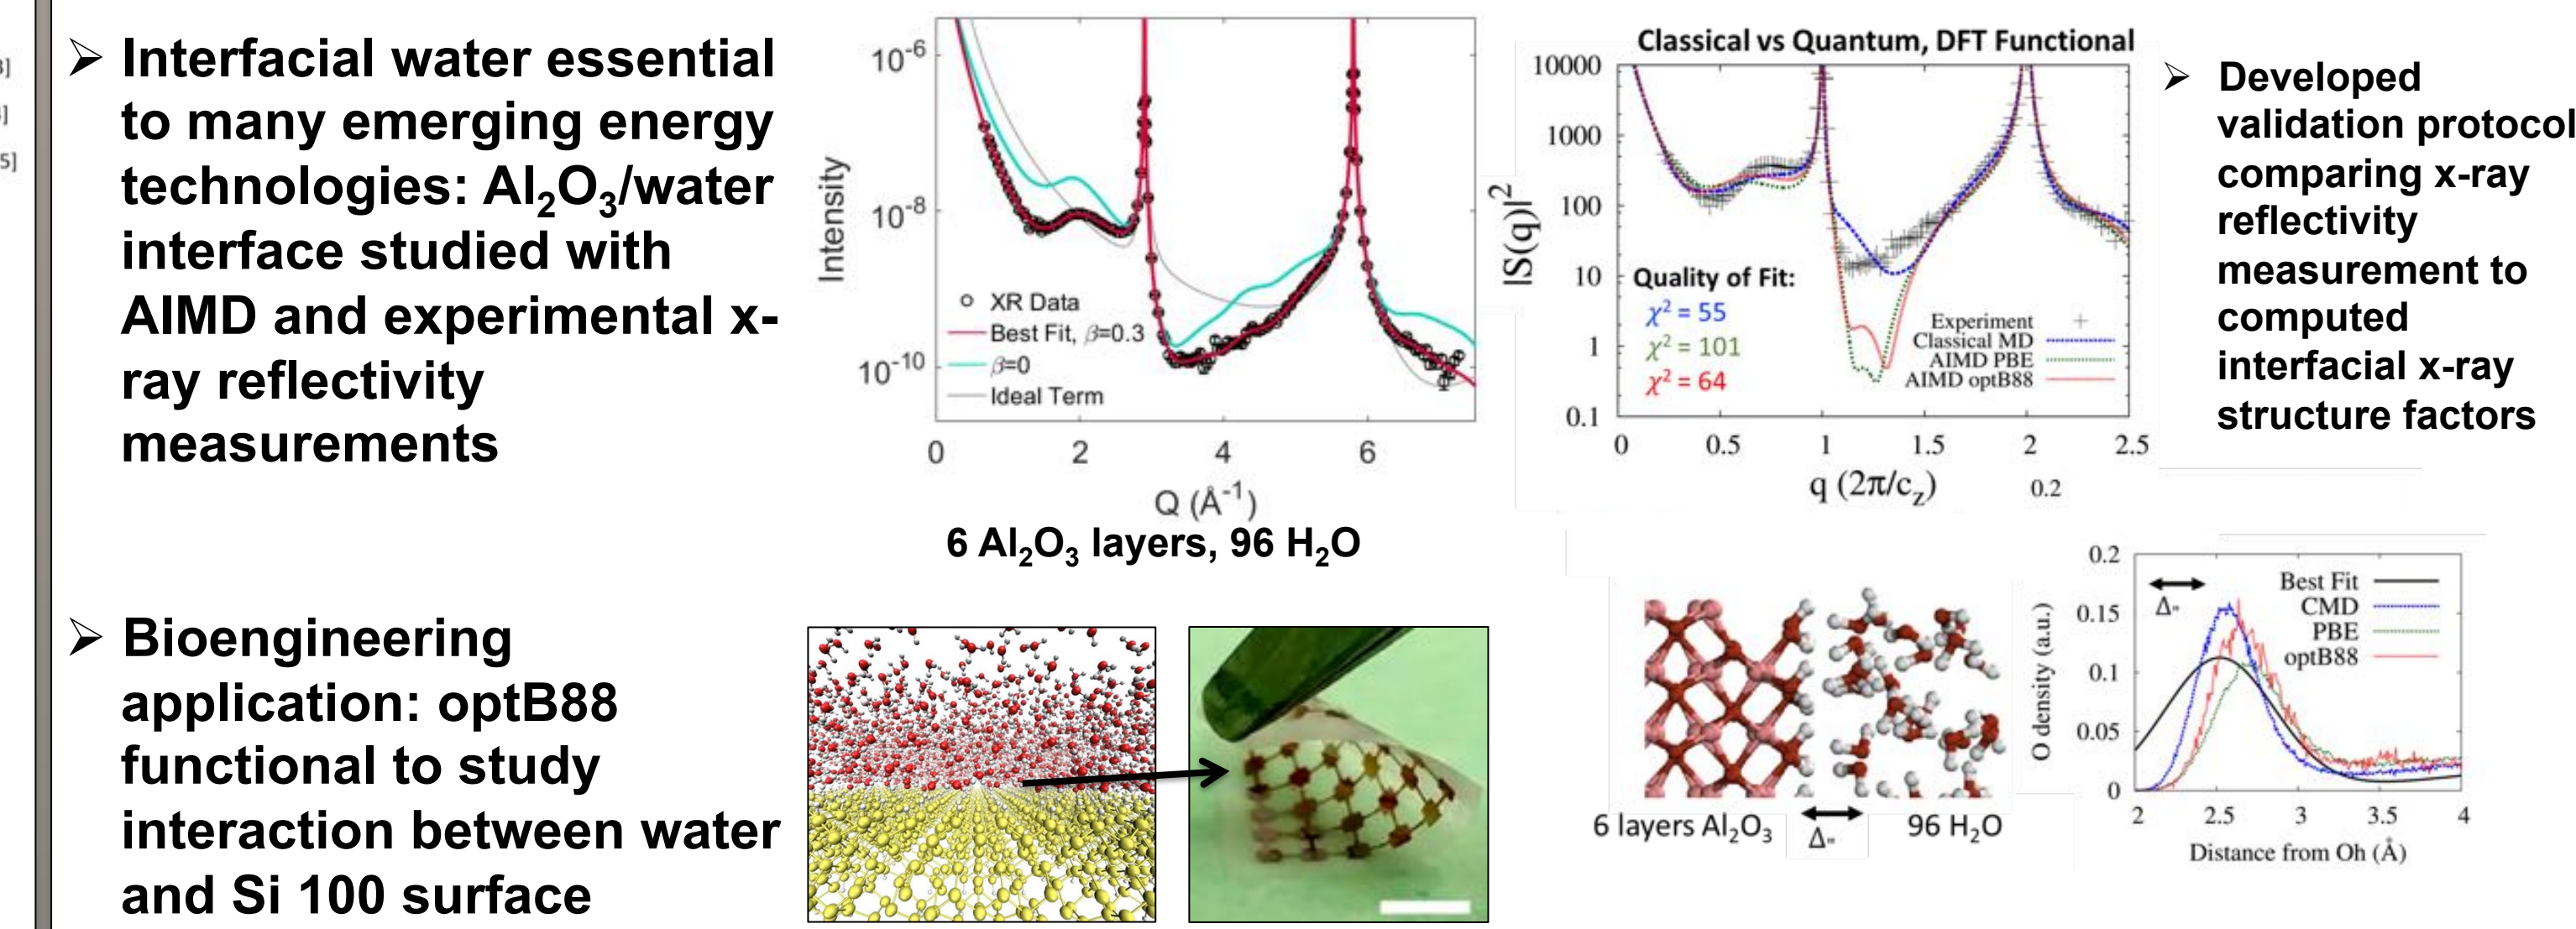 3]
]
5]
➢ Interfacial water essential
to many emerging energy
technologies: Al₂O₃/water
interface studied with
AIMD and experimental x-
ray reflectivity
measurements
➢ Bioengineering
application: optB88
functional to study
interaction between water
and Si 100 surface
Intensity
10⁻⁶
10⁻⁸
10⁻¹⁰
XR Data
Best Fit, β=0.3
β=0
Ideal Term
0 2 4 6
Q (Å⁻¹)
6 Al₂O₃ layers, 96 H₂O
Classical vs Quantum, DFT Functional
|S(q)|²
10000
1000
100
10
1
0.1
Quality of Fit:
χ² = 55
χ² = 101
χ² = 64
Experiment
Classical MD
AIMD PBE
AIMD optB88
0 0.5 1 1.5 2 2.5
q (2π/c_z)
0.2
➢ Developed
validation protocol
comparing x-ray
reflectivity
measurement to
computed
interfacial x-ray
structure factors
6 layers Al₂O₃
Δ"
96 H₂O
O density (a.u.)
0.2
0.15
0.1
0.05
0
Δ"
Best Fit
CMD
PBE
optB88
2 2.5 3 3.5 4
Distance from Oh (Å)